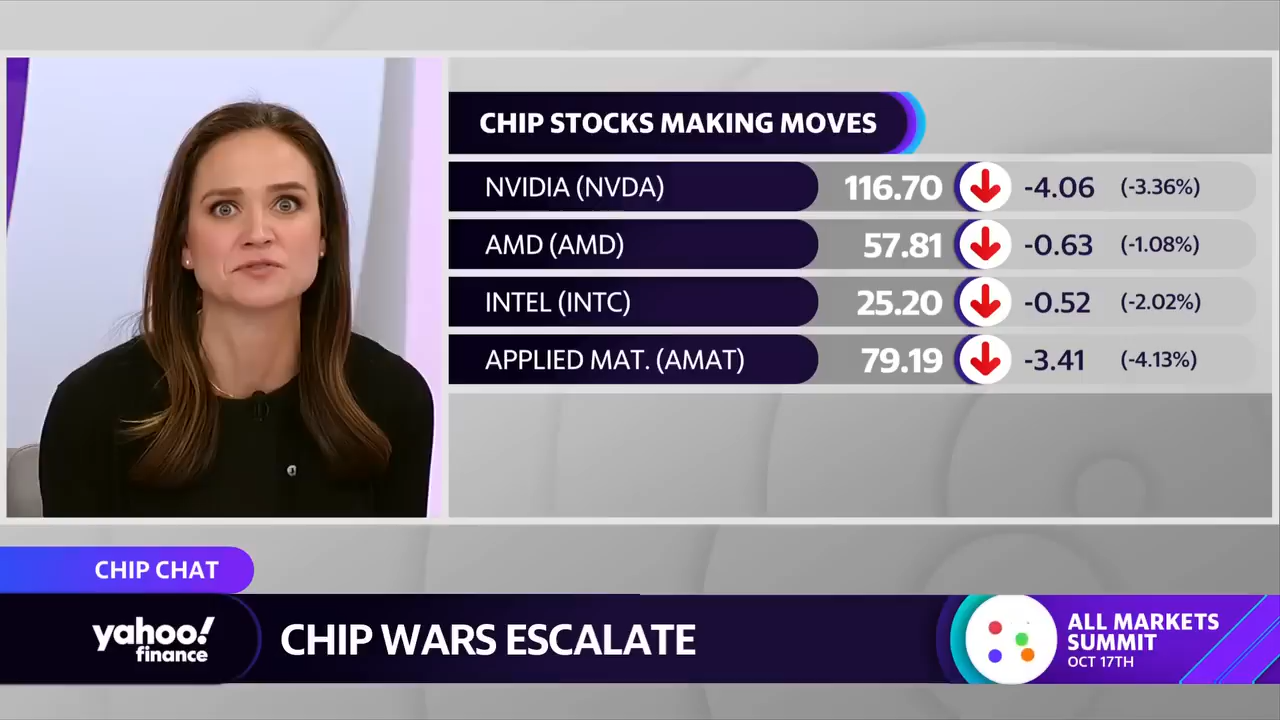 CHIP STOCKS MAKING MOVES
NVIDIA (NVDA) 116.70 -4.06 (-3.36%)
AMD (AMD) 57.81 -0.63 (-1.08%)
INTEL (INTC) 25.20 -0.52 (-2.02%)
APPLIED MAT. (AMAT) 79.19 -3.41 (-4.13%)
CHIP CHAT
yahoo!
finance
CHIP WARS ESCALATE
ALL MARKETS
SUMMIT
OCT 17TH